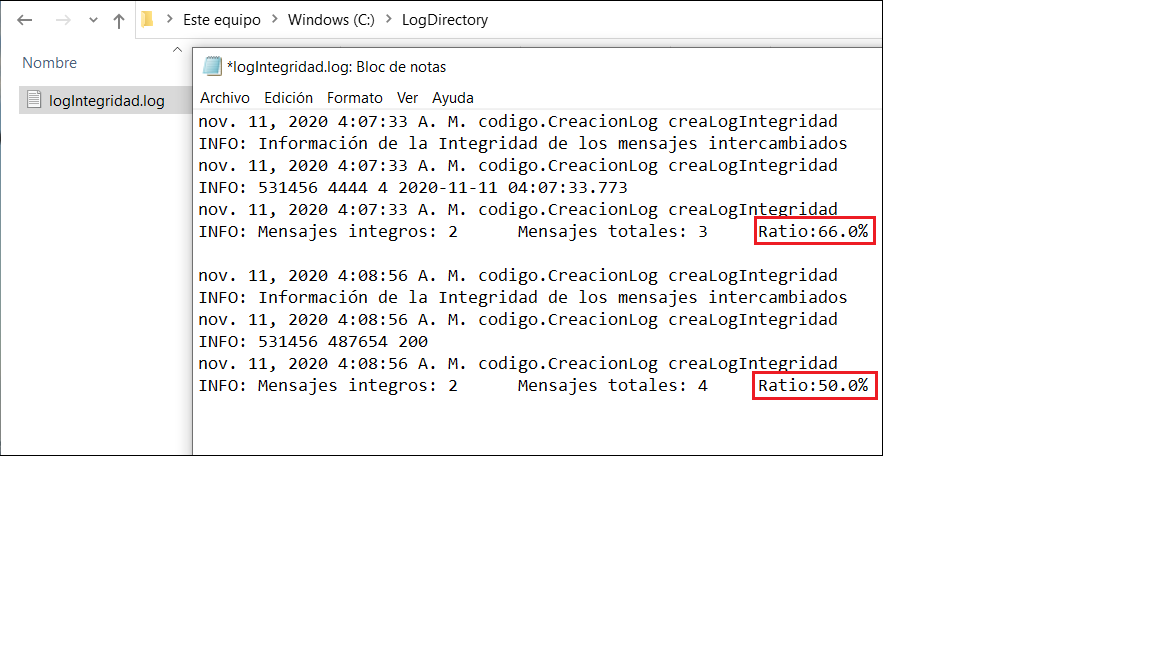 Este equipo > Windows (C:) > LogDirectory
Nombre
logIntegridad.log
*logIntegridad.log: Bloc de notas
Archivo Edición Formato Ver Ayuda
nov. 11, 2020 4:07:33 A. M. codigo.CreacionLog creaLogIntegridad
INFO: Información de la Integridad de los mensajes intercambiados
nov. 11, 2020 4:07:33 A. M. codigo.CreacionLog creaLogIntegridad
INFO: 531456 4444 4 2020-11-11 04:07:33.773
nov. 11, 2020 4:07:33 A. M. codigo.CreacionLog creaLogIntegridad
INFO: Mensajes integros: 2 Mensajes totales: 3 Ratio:66.0%
nov. 11, 2020 4:08:56 A. M. codigo.CreacionLog creaLogIntegridad
INFO: Información de la Integridad de los mensajes intercambiados
nov. 11, 2020 4:08:56 A. M. codigo.CreacionLog creaLogIntegridad
INFO: 531456 487654 200
nov. 11, 2020 4:08:56 A. M. codigo.CreacionLog creaLogIntegridad
INFO: Mensajes integros: 2 Mensajes totales: 4 Ratio:50.0%